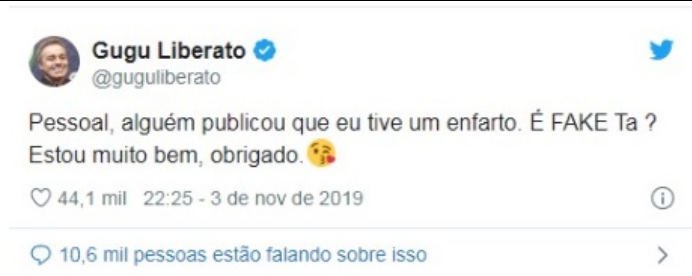 Gugu Liberato
@guguliberato
Pessoal, alguém publicou que eu tive um enfarto. É FAKE Ta ?
Estou muito bem, obrigado.😘
44,1 mil 22:25 - 3 de nov de 2019
10,6 mil pessoas estão falando sobre isso